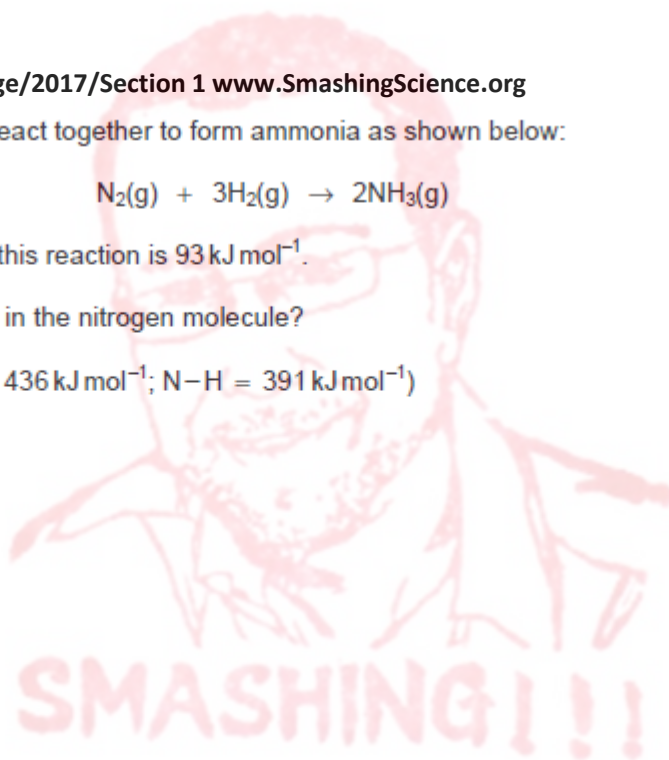 ge/2017/Section 1 www.SmashingScience.org
eact together to form ammonia as shown below:
N₂(g) + 3H₂(g) → 2NH₃(g)
this reaction is 93 kJ mol⁻¹.
in the nitrogen molecule?
436 kJ mol⁻¹; N−H = 391 kJ mol⁻¹)
SMASHING!!!